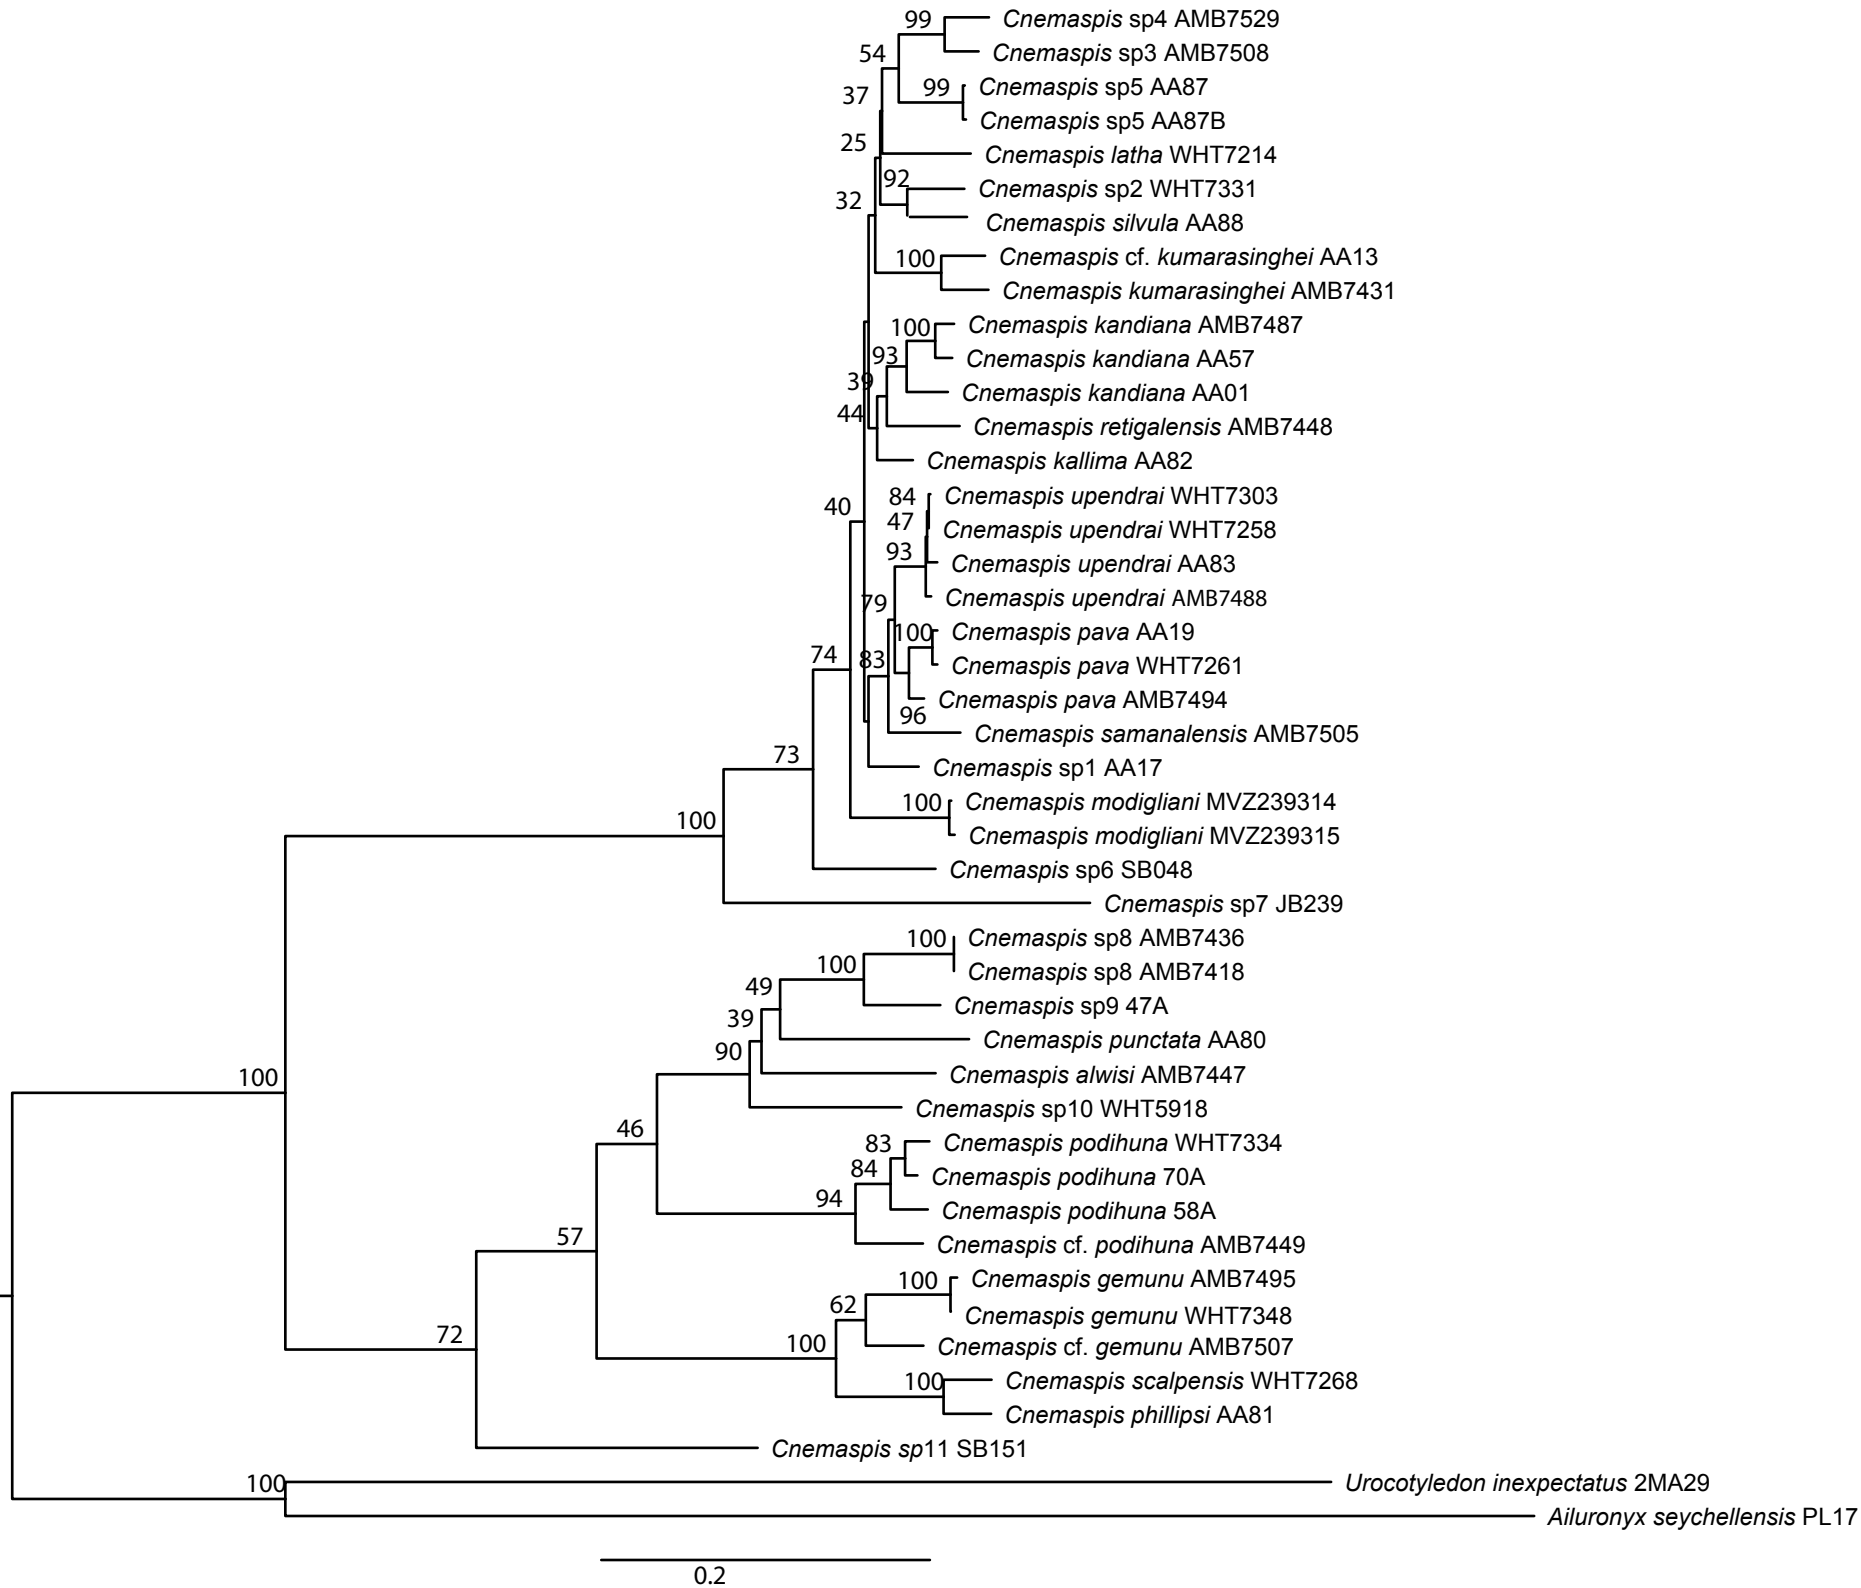 99
Cnemaspis sp4 AMB7529
Cnemaspis sp3 AMB7508
54
99
Cnemaspis sp5 AA87
37
Cnemaspis sp5 AA87B
25
Cnemaspis latha WHT7214
92
Cnemaspis sp2 WHT7331
32
Cnemaspis silvula AA88
100
Cnemaspis cf. kumarasinghei AA13
Cnemaspis kumarasinghei AMB7431
100
Cnemaspis kandiana AMB7487
93
Cnemaspis kandiana AA57
39
Cnemaspis kandiana AA01
44
Cnemaspis retigalensis AMB7448
Cnemaspis kallima AA82
84
Cnemaspis upendrai WHT7303
40
47
Cnemaspis upendrai WHT7258
93
Cnemaspis upendrai AA83
79
Cnemaspis upendrai AMB7488
100
Cnemaspis pava AA19
74
83
Cnemaspis pava WHT7261
Cnemaspis pava AMB7494
96
Cnemaspis samanalensis AMB7505
73
Cnemaspis sp1 AA17
100
Cnemaspis modigliani MVZ239314
100
Cnemaspis modigliani MVZ239315
Cnemaspis sp6 SB048
Cnemaspis sp7 JB239
100
Cnemaspis sp8 AMB7436
100
Cnemaspis sp8 AMB7418
49
Cnemaspis sp9 47A
39
Cnemaspis punctata AA80
90
Cnemaspis alwisi AMB7447
100
Cnemaspis sp10 WHT5918
46
83
Cnemaspis podihuna WHT7334
84
Cnemaspis podihuna 70A
94
Cnemaspis podihuna 58A
57
Cnemaspis cf. podihuna AMB7449
100
Cnemaspis gemunu AMB7495
62
Cnemaspis gemunu WHT7348
72
100
Cnemaspis cf. gemunu AMB7507
100
Cnemaspis scalpensis WHT7268
Cnemaspis phillipsi AA81
Cnemaspis sp11 SB151
100
Urocotyledon inexpectatus 2MA29
Ailuronyx seychellensis PL17
0.2